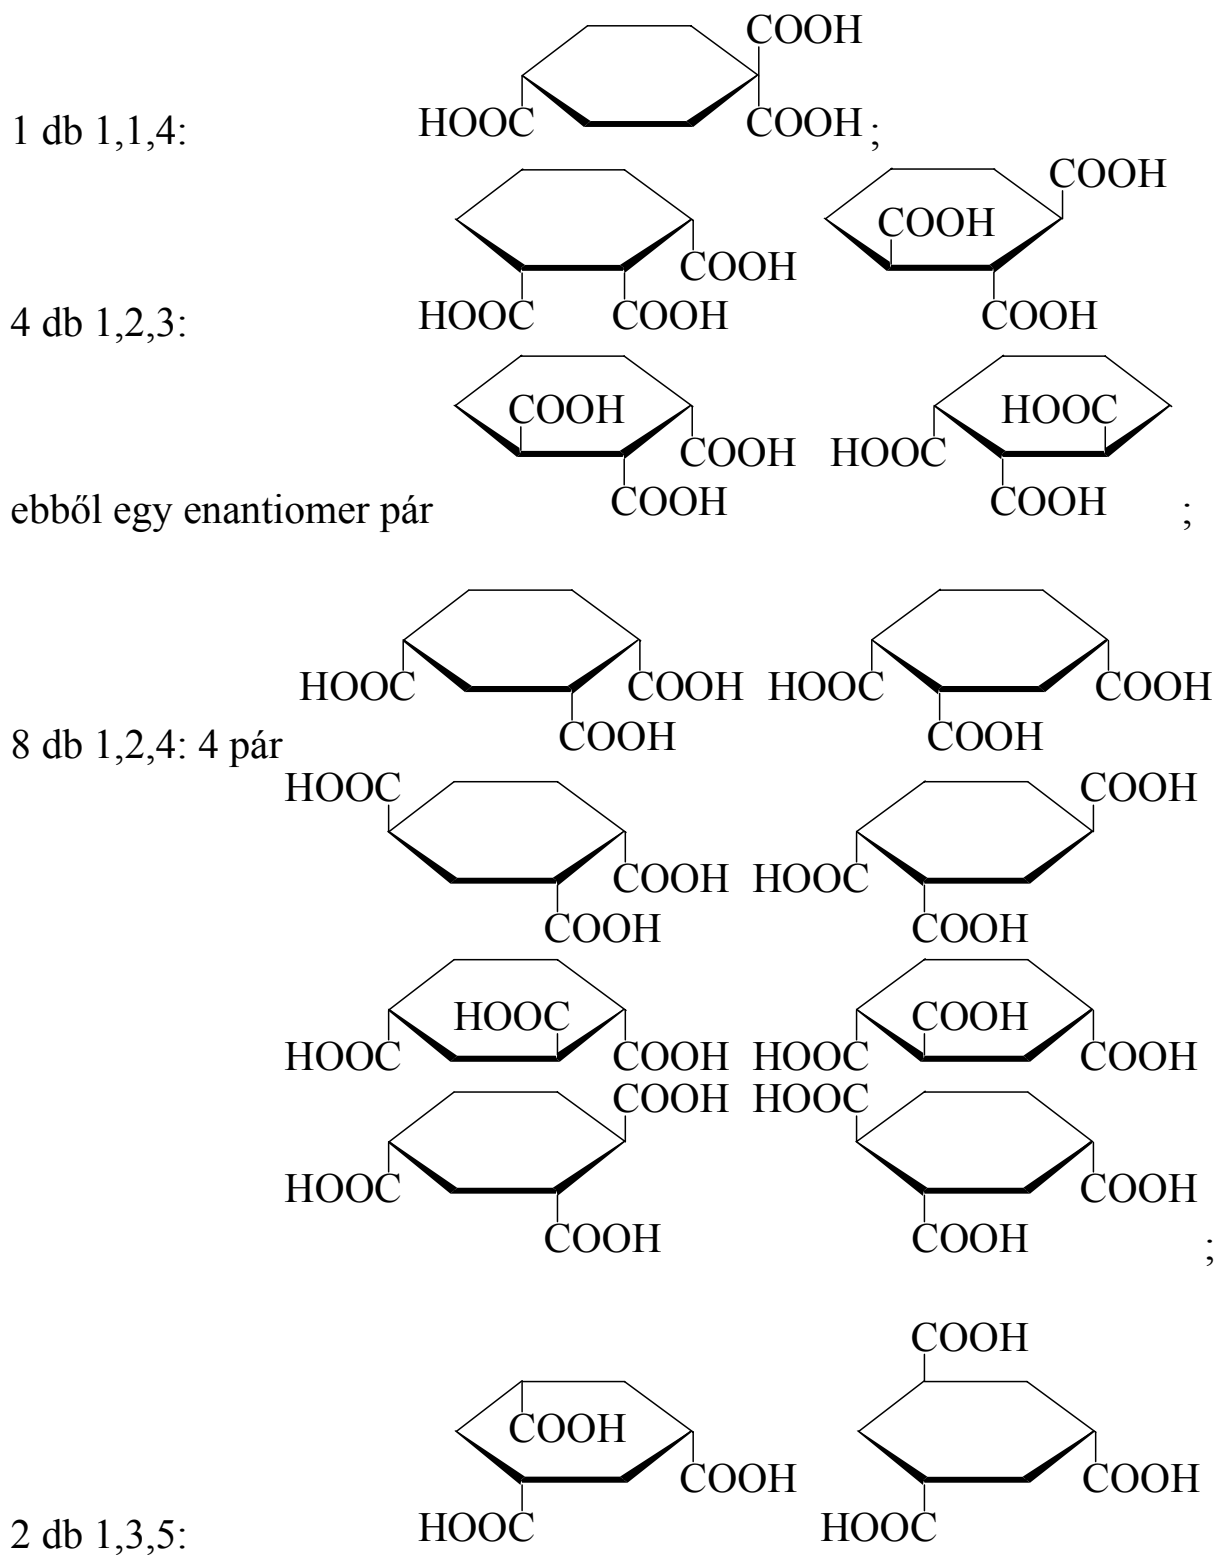 COOH
1 db 1,1,4: HOOC COOH ;
COOH
COOH COOH
4 db 1,2,3: HOOC COOH COOH
COOH HOOC
COOH HOOC
ebből egy enantiomer pár COOH COOH ;
HOOC COOH HOOC COOH
8 db 1,2,4: 4 pár COOH COOH
HOOC COOH
COOH HOOC
COOH COOH
HOOC COOH
HOOC COOH HOOC COOH
COOH HOOC
HOOC COOH
COOH COOH ;
COOH
COOH
COOH COOH
2 db 1,3,5: HOOC HOOC